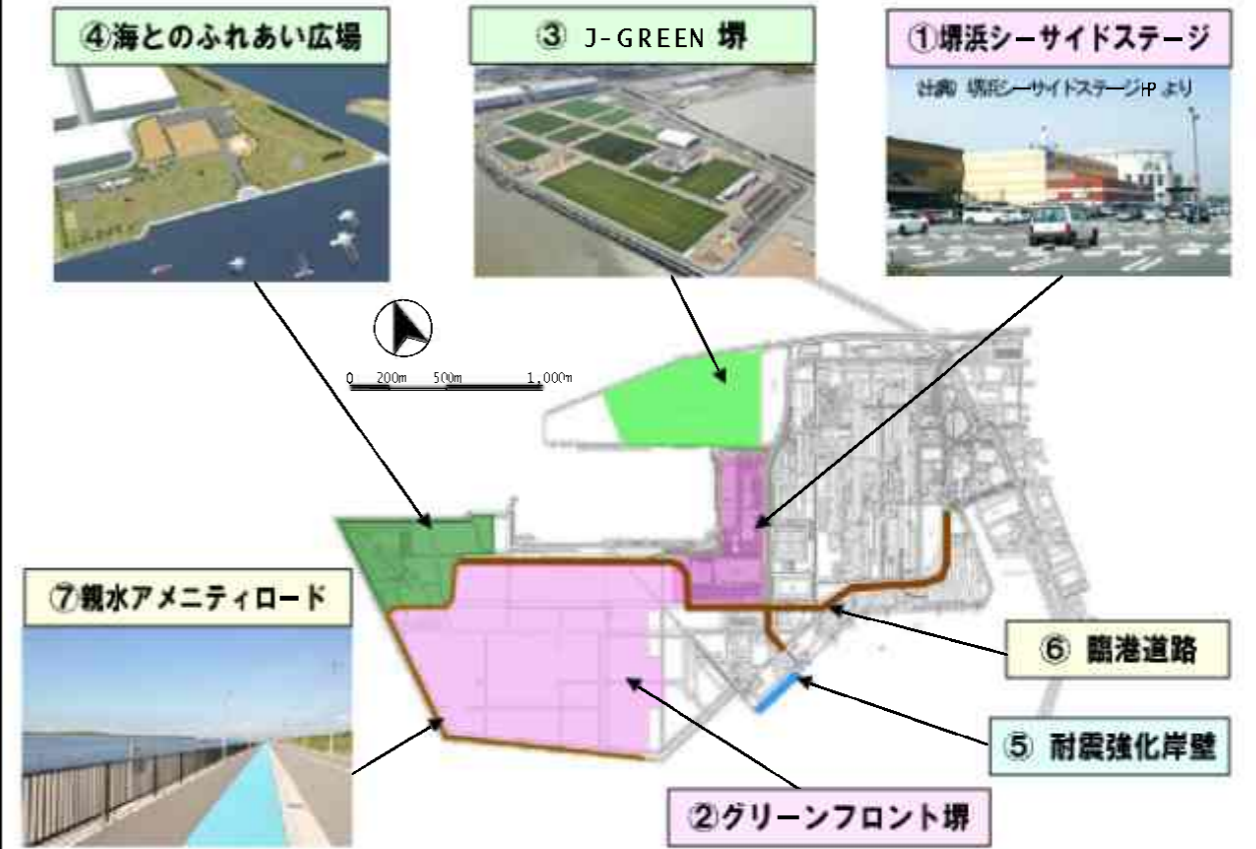 ④海とのふれあい広場
③ J-GREEN 堺
①堺浜シーサイドステージ
出典) 堺浜シーサイドステージHP より
0 200m 500m 1,000m
⑦親水アメニティロード
⑥ 臨港道路
⑤ 耐震強化岸壁
②グリーンフロント堺